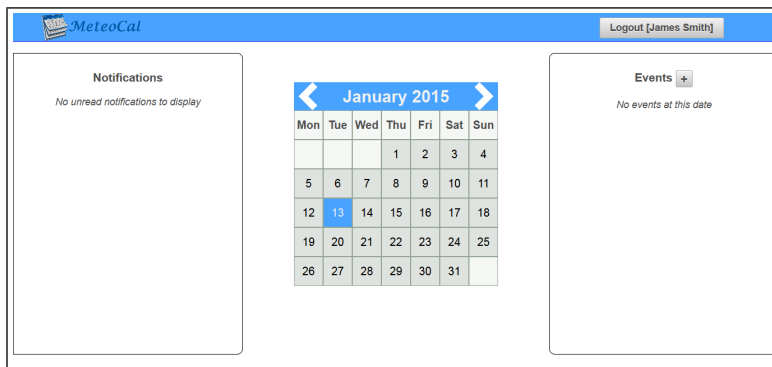 MeteoCal
Logout [James Smith]
Notifications
No unread notifications to display
January 2015
Mon Tue Wed Thu Fri Sat Sun
1 2 3 4
5 6 7 8 9 10 11
12 13 14 15 16 17 18
19 20 21 22 23 24 25
26 27 28 29 30 31
Events +
No events at this date